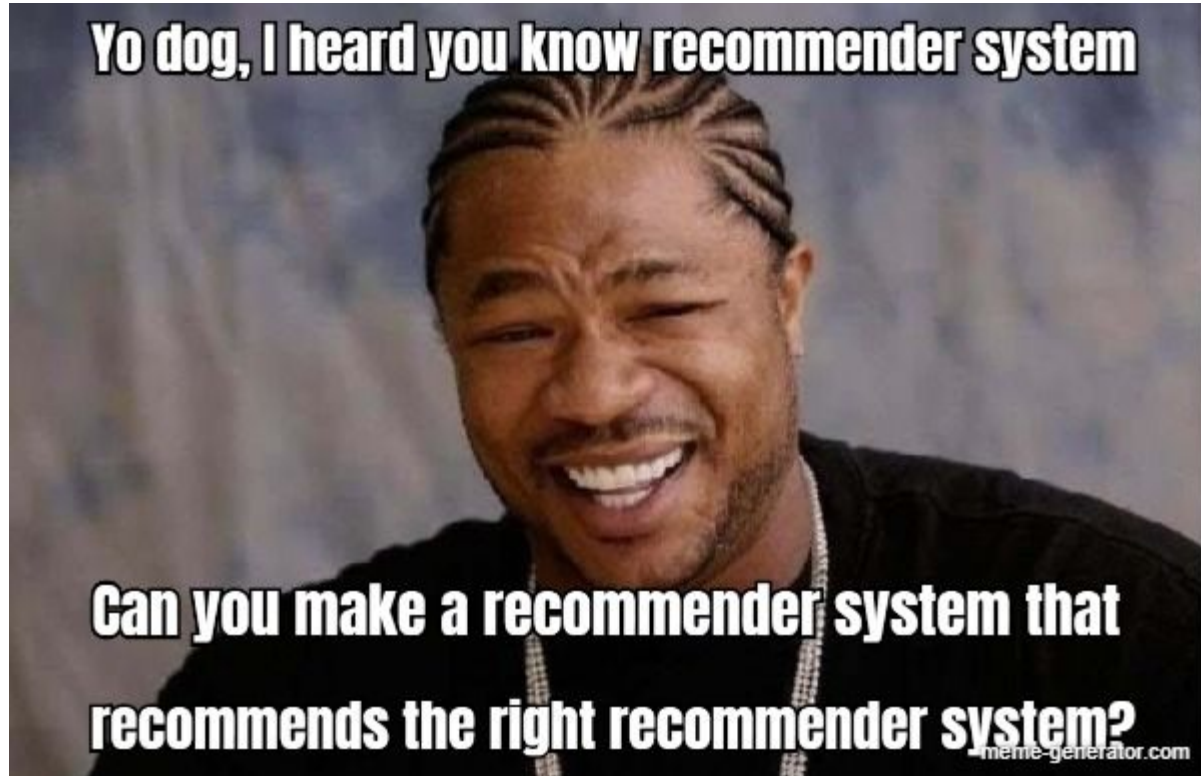 Yo dog, I heard you know recommender system
Can you make a recommender system that
recommends the right recommender system?
meme-generator.com